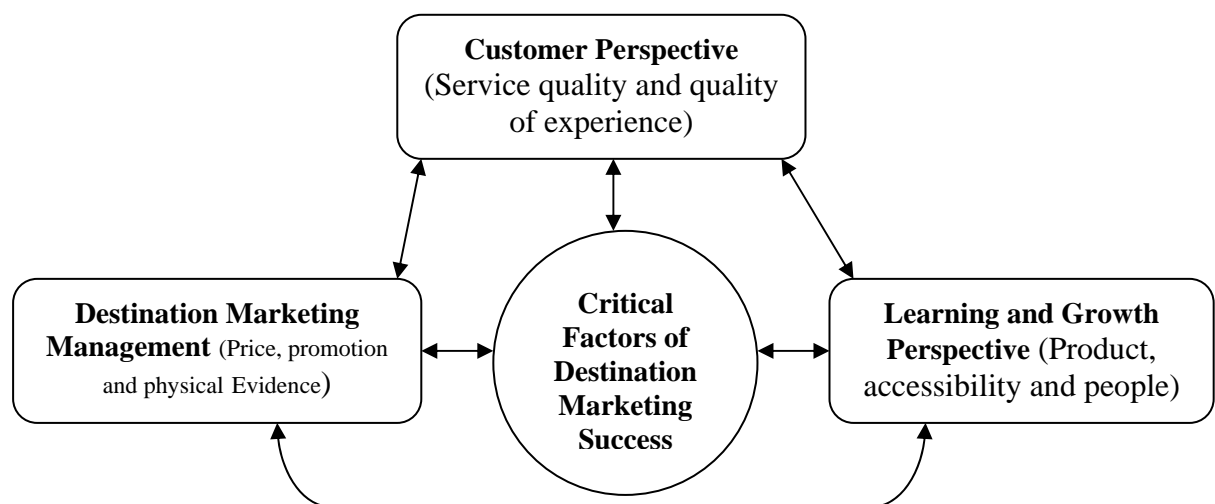 Customer Perspective
(Service quality and quality
of experience)
Destination Marketing
Management (Price, promotion
and physical Evidence)
Critical
Factors of
Destination
Marketing
Success
Learning and Growth
Perspective (Product,
accessibility and people)